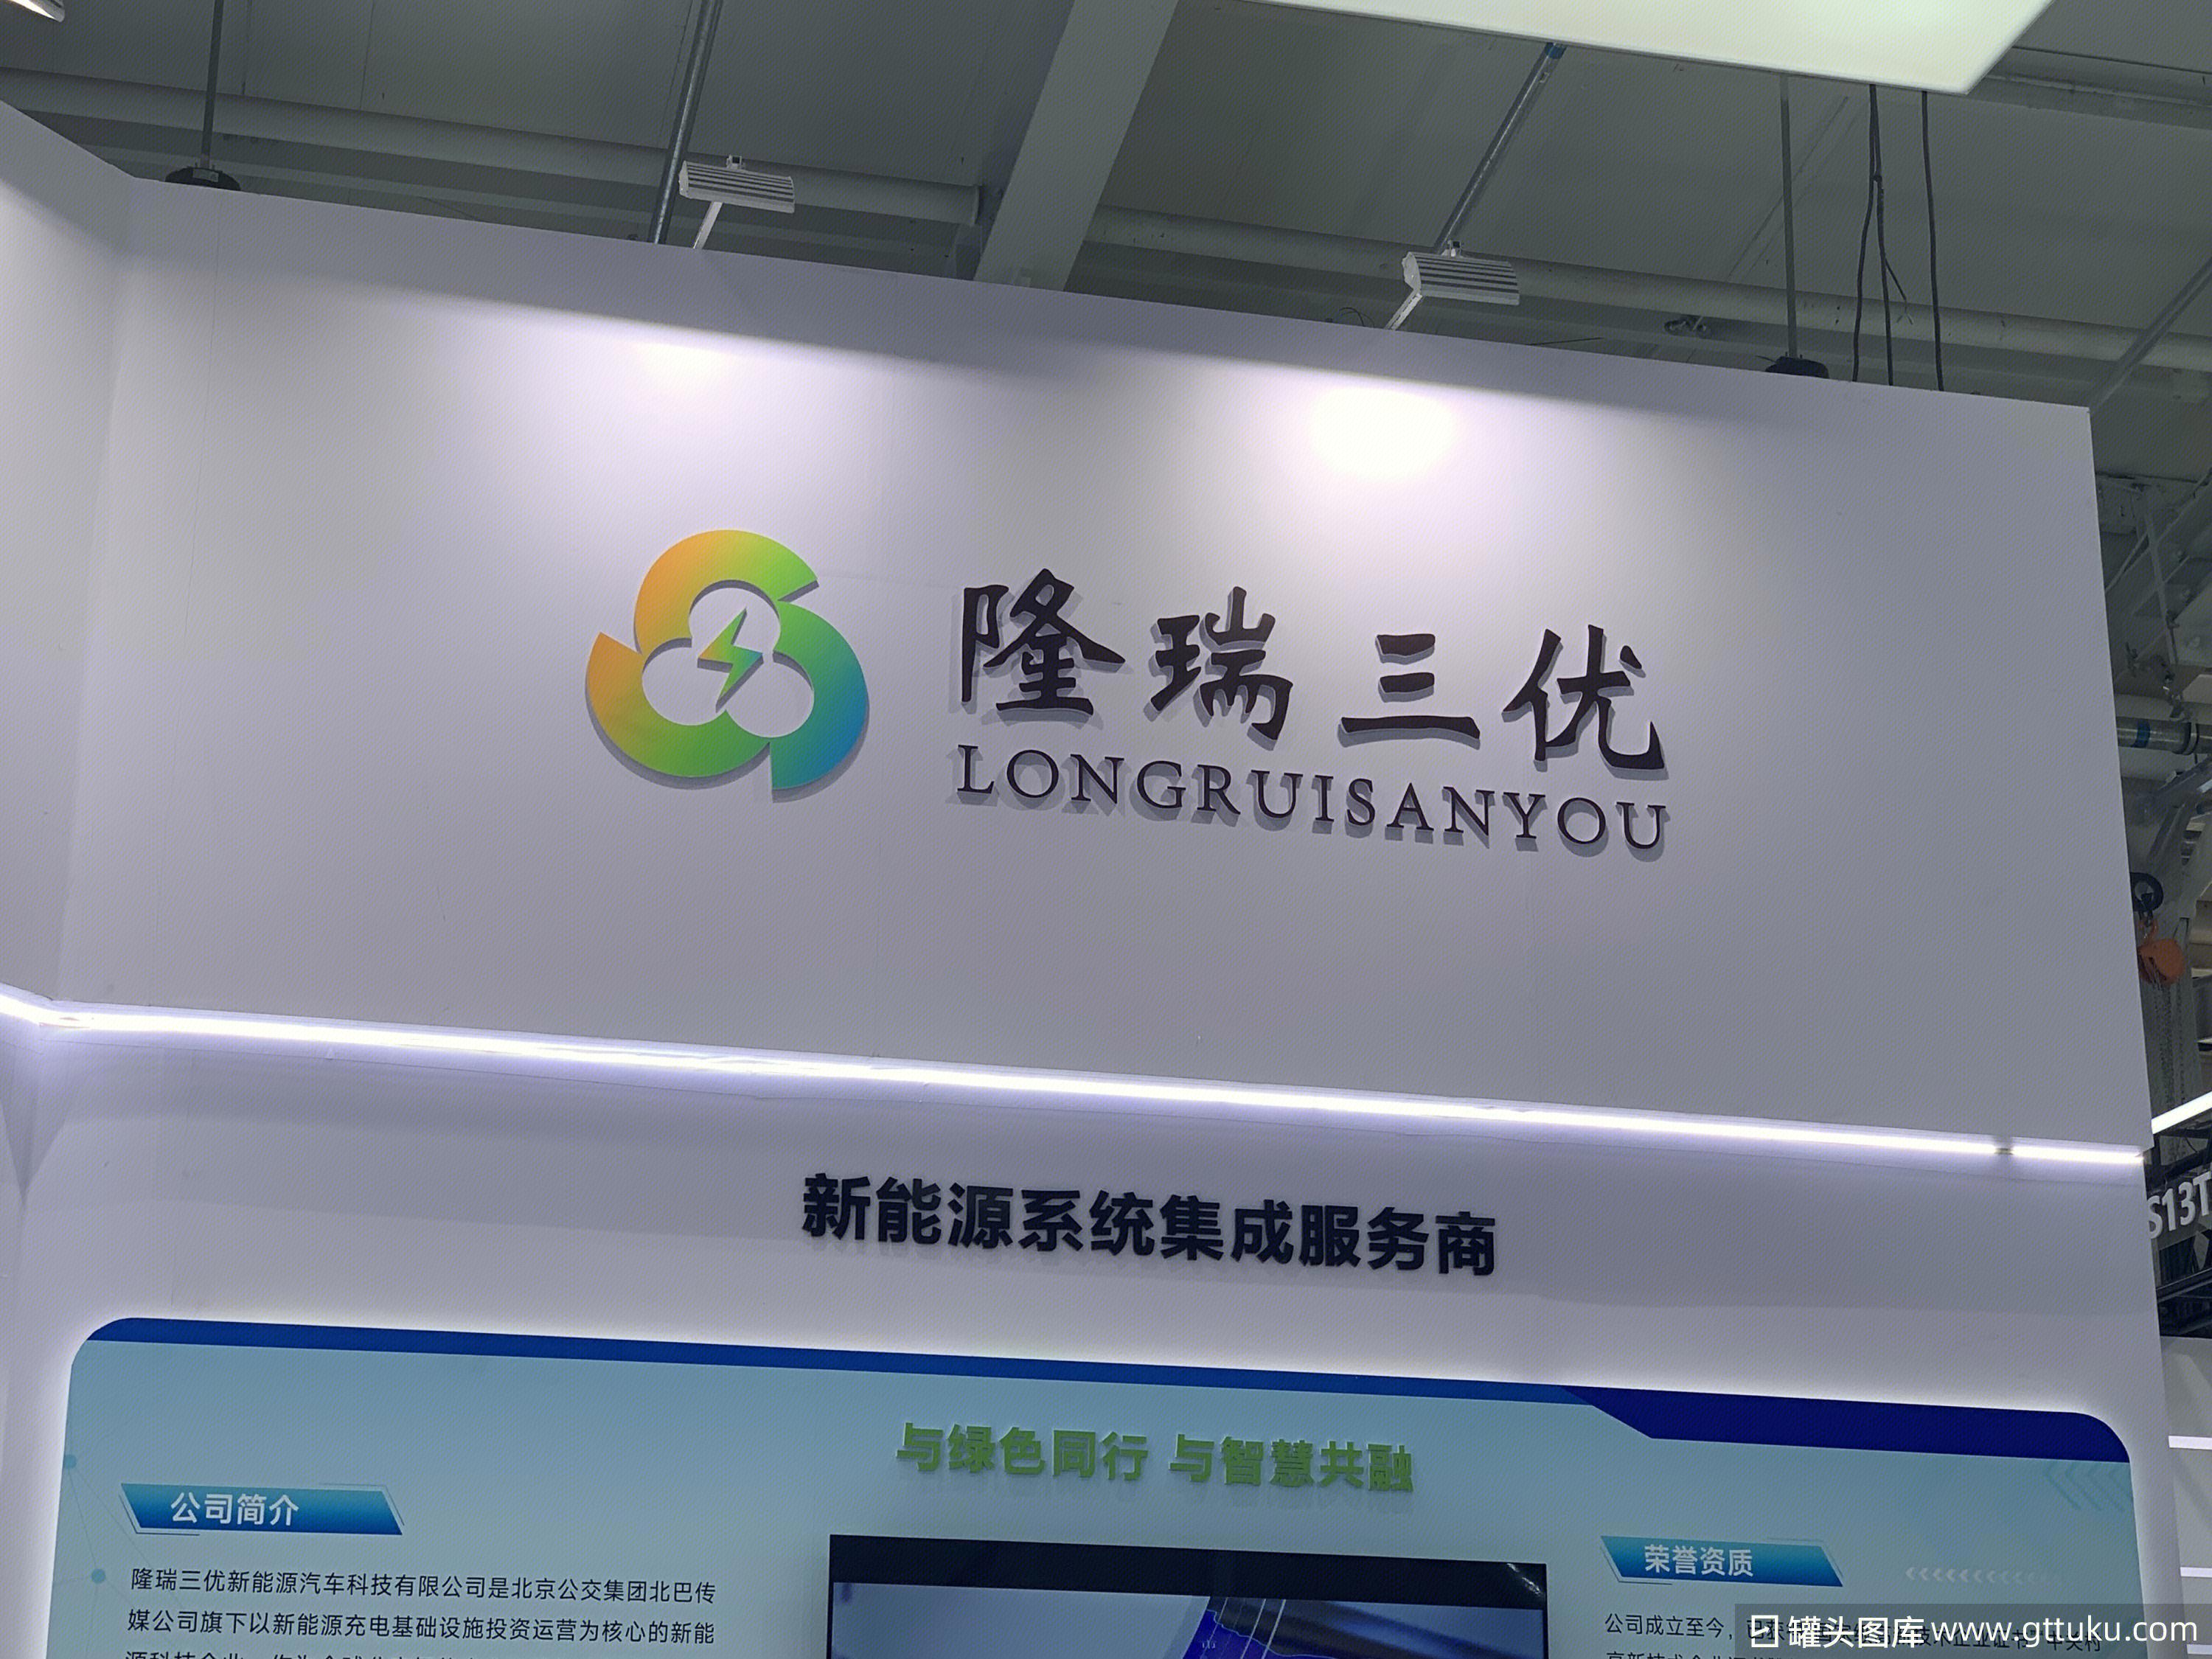 隆瑞三优
LONGRUISANYOU
新能源系统集成服务商
与绿色同行 与智慧共融
公司简介
隆瑞三优新能源汽车科技有限公司是北京公交集团北巴传
媒公司旗下以新能源充电基础设施投资运营为核心的新能
荣誉资质
公司成立至今，已获
S13T
罐头图库 www.gttuku.com